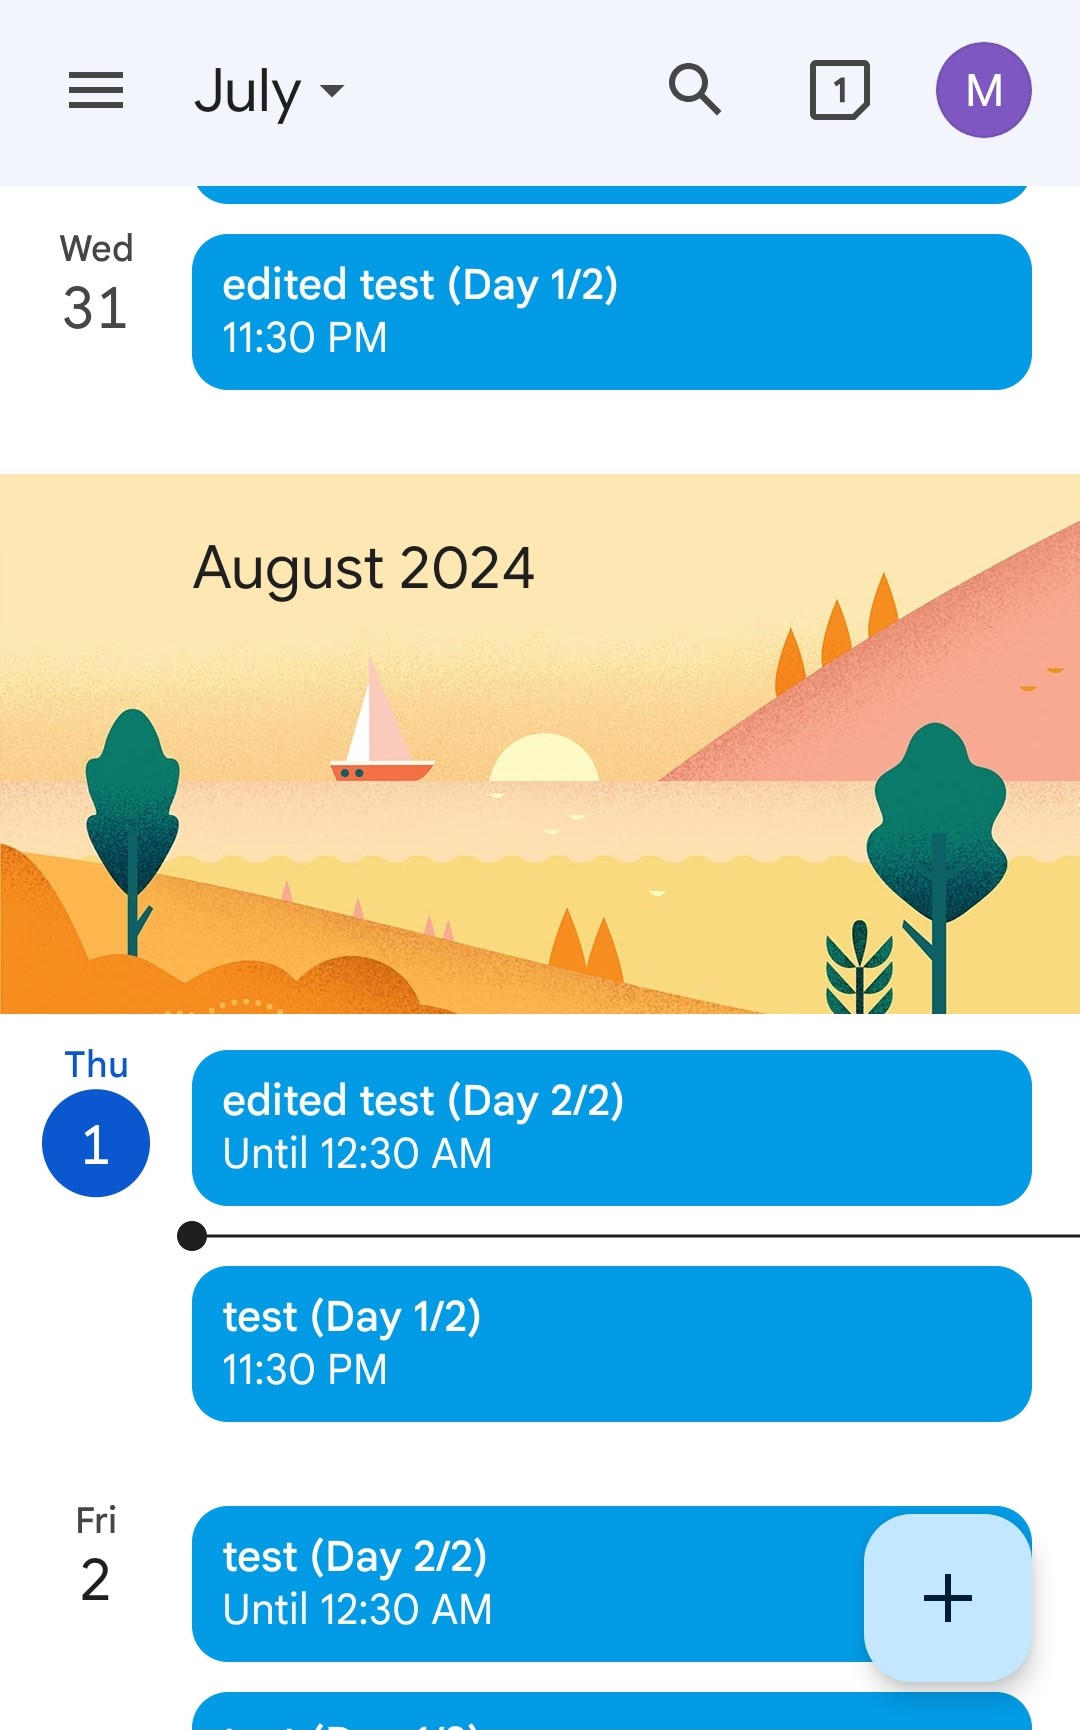 July
1
M
Wed
31
edited test (Day 1/2)
11:30 PM
August 2024
Thu
1
edited test (Day 2/2)
Until 12:30 AM
test (Day 1/2)
11:30 PM
Fri
2
test (Day 2/2)
Until 12:30 AM